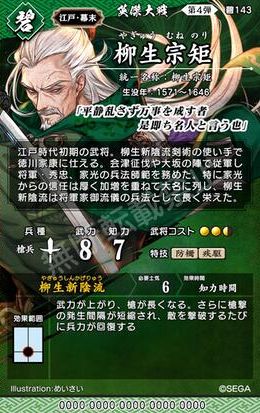 碧
江戸・幕末
英傑大戦
第4弾
碧143
やぎゅう むね のり
柳生宗矩
統一名称：柳生宗矩
生没年：1571～1646
「平静乱さず万事を成す者
是即ち名人と言う也」
江戸時代初期の武将。柳生新陰流剣術の使い手で
徳川家康に仕える。会津征伐や大坂の陣で従軍し
将軍・秀忠、家光の兵法師範を務めた。特に家光
からの信任は厚く加増を重ねて大名に列し、柳生
新陰流は将軍家御流儀の兵法として長く栄えた。
兵種 武力 知力 武将コスト
槍兵 8 7
特技 防柵 疾駆
やぎゅうしんかげりゅう
柳生新陰流
必要士気 6
効果時間 知力時間
効果範囲
武力が上がり、槍が長くなる。さらに槍撃
の発生間隔が短縮され、敵を撃破するたび
に兵力が回復する
Illustration:めいさい
©SEGA
0000-0000-0000-0000-0000